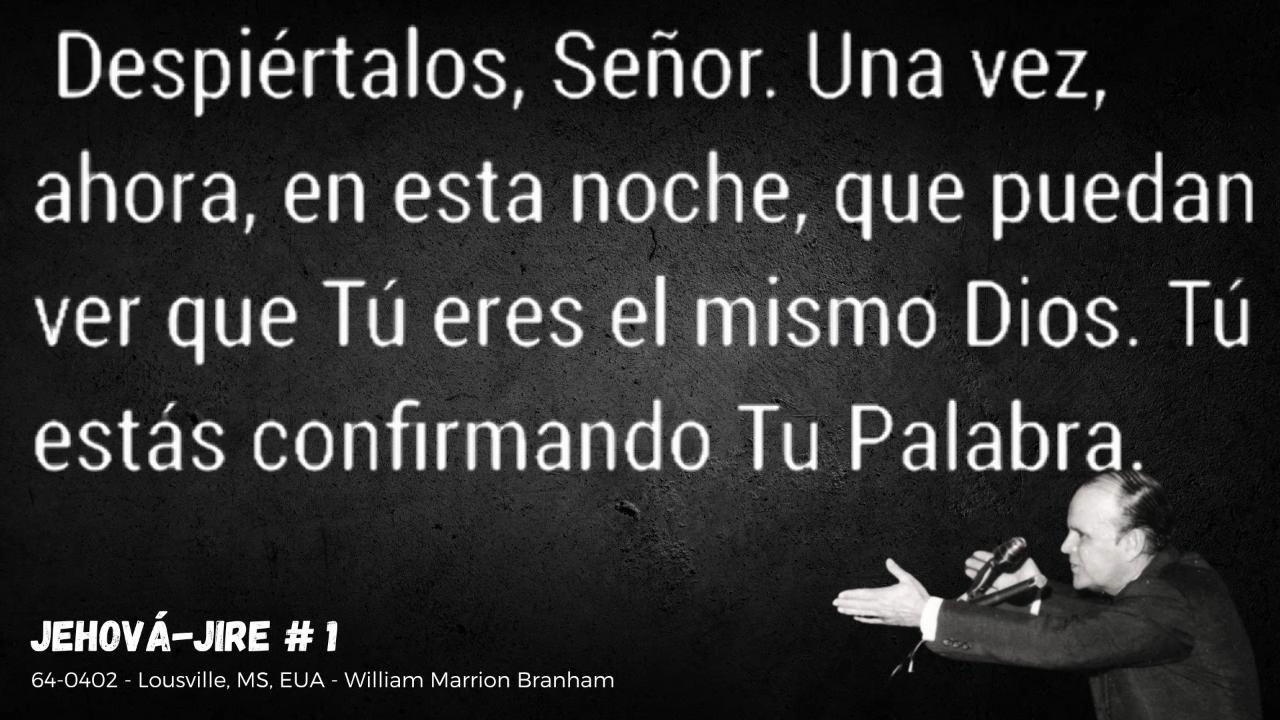 Despiértalos, Señor. Una vez,
ahora, en esta noche, que puedan
ver que Tú eres el mismo Dios. Tú
estás confirmando Tu Palabra.
JEHOVÁ-JIRE # 1
64-0402 - Lousville, MS, EUA - William Marrion Branham